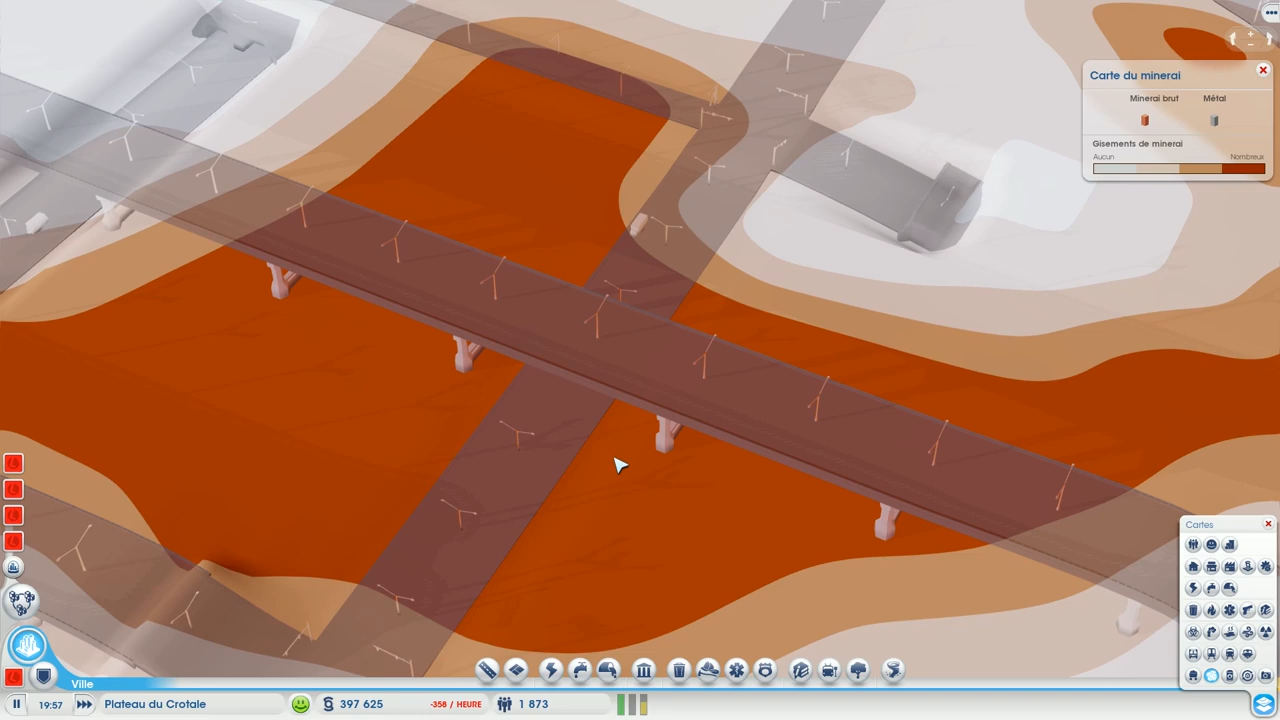 Carte du minerai
Minerai brut Métal
Gisements de minerai
Aucun Nombreux
Cartes
Ville
19:57 Plateau du Crotale 397 625 -358 / HEURE 1 873